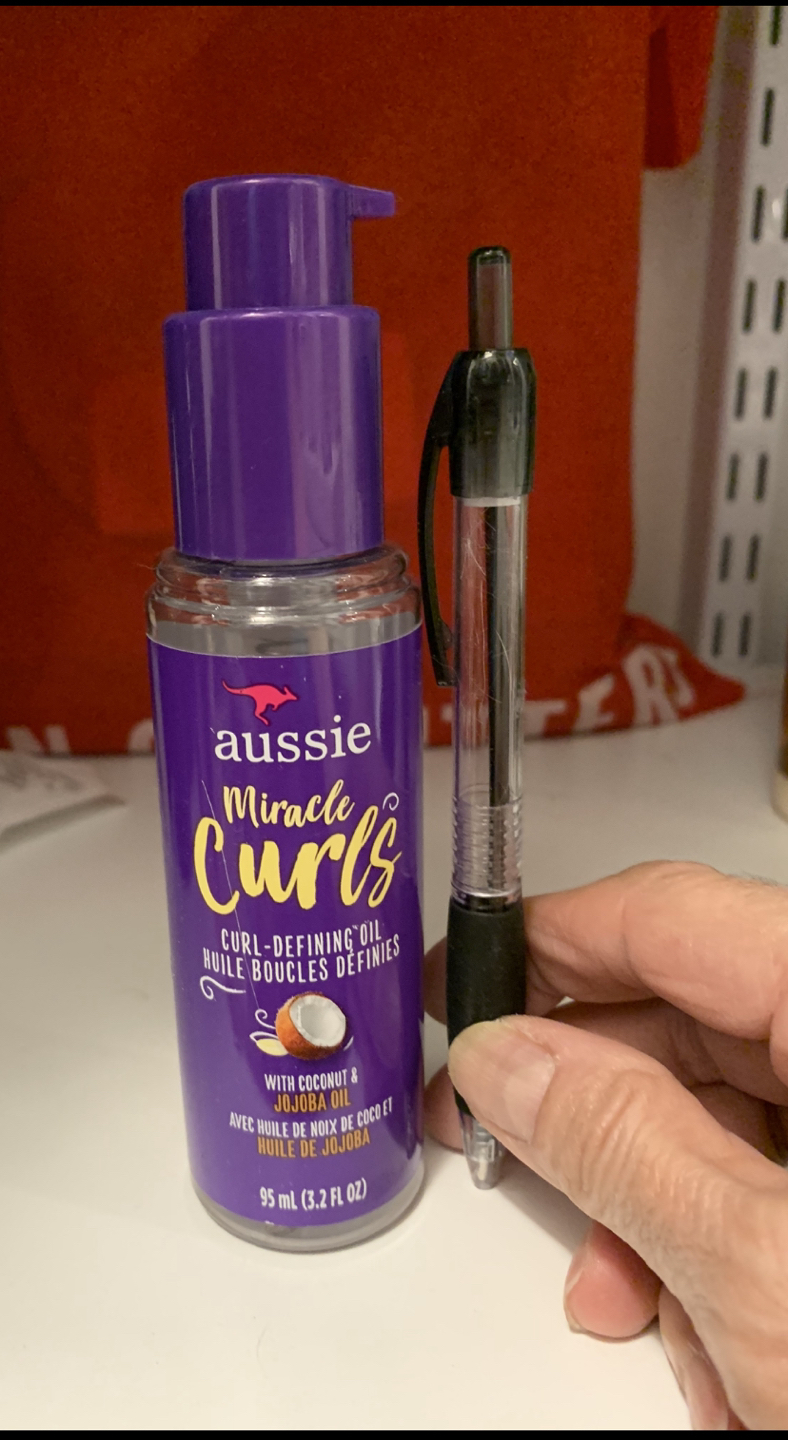 aussie
Miracle
Curls
CURL-DEFINING OIL
HUILE BOUCLES DÉFINIES
WITH COCONUT &
JOJOBA OIL
AVEC HUILE DE NOIX DE COCO ET
HUILE DE JOJOBA
95 mL (3.2 FL OZ)